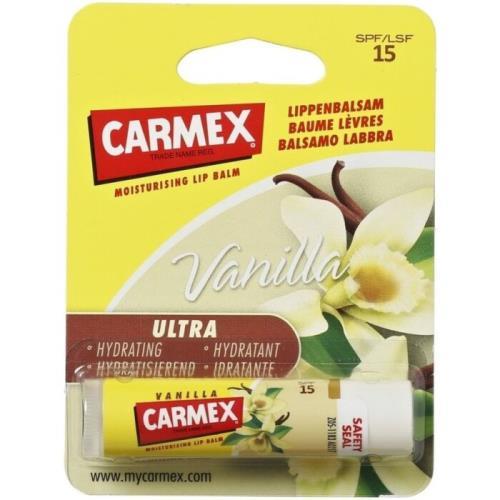 SPF/LSF
15
LIPPENBALSAM
BAUME LÈVRES
BALSAMO LABBRA
CARMEX®
TRADE NAME REG.
MOISTURISING LIP BALM
Vanilla
ULTRA
• HYDRATING • HYDRATANT
• HYDRATISIEREND • IDRATANTE
VANILLA
CARMEX
MOISTURISING LIP BALM
15
SAFETY
SEAL
www.mycarmex.com